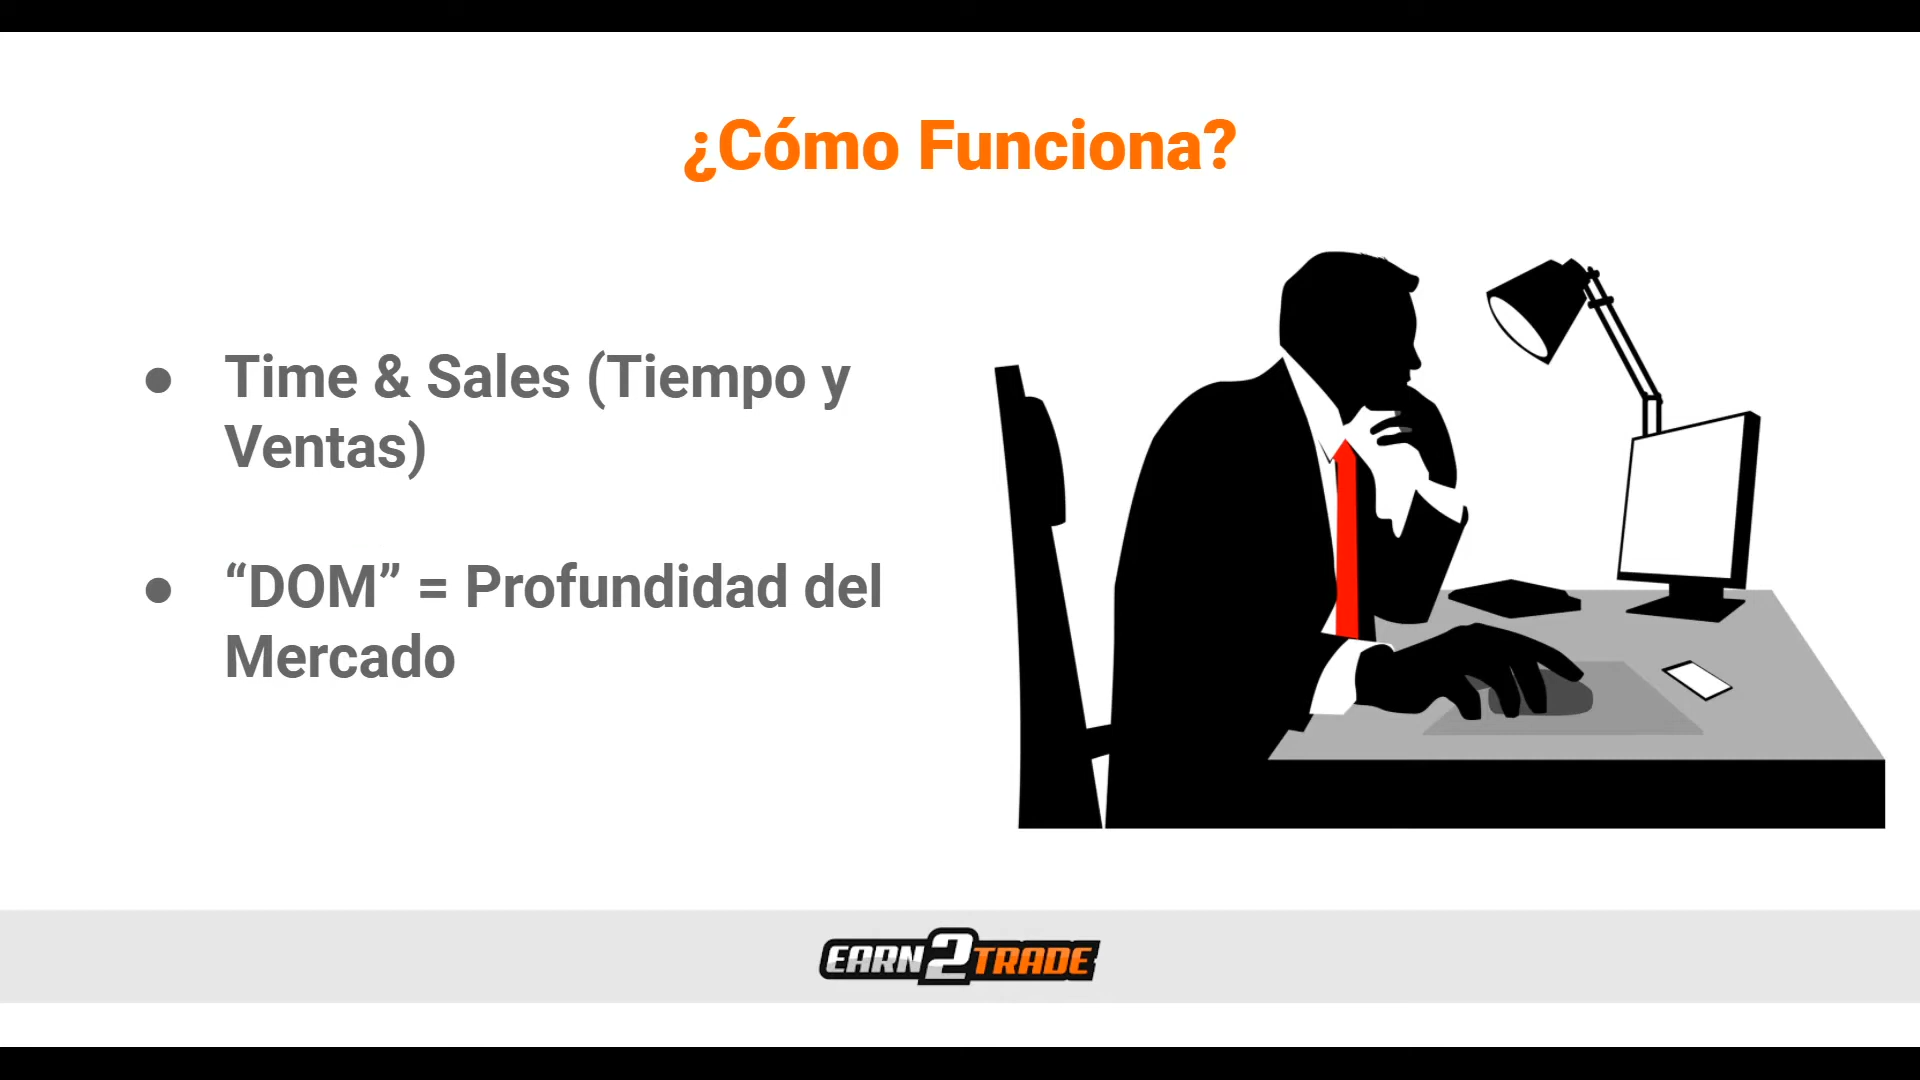 ¿Cómo Funciona?
● Time & Sales (Tiempo y
Ventas)
● “DOM” = Profundidad del
Mercado
EARN2TRADE